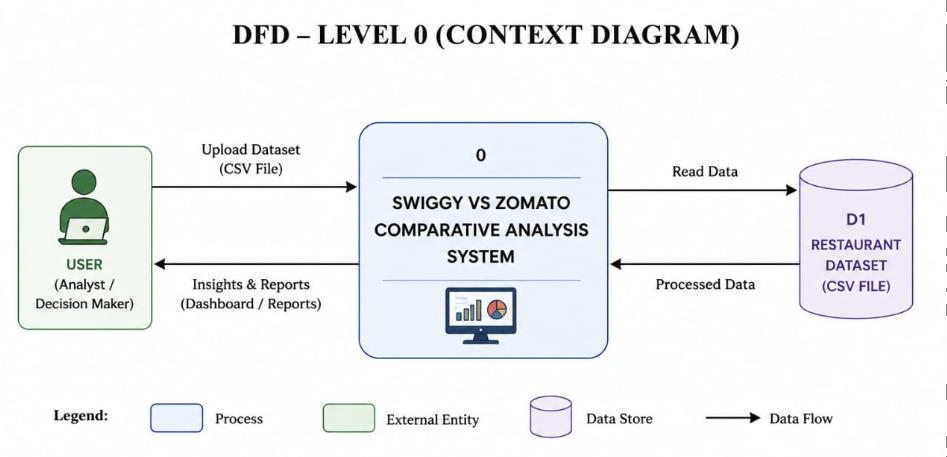 DFD – LEVEL 0 (CONTEXT DIAGRAM)
Upload Dataset
(CSV File)
USER
(Analyst /
Decision Maker)
Insights & Reports
(Dashboard / Reports)
0
SWIGGY VS ZOMATO
COMPARATIVE ANALYSIS
SYSTEM
Read Data
Processed Data
D1
RESTAURANT
DATASET
(CSV FILE)
Legend:
Process
External Entity
Data Store
Data Flow